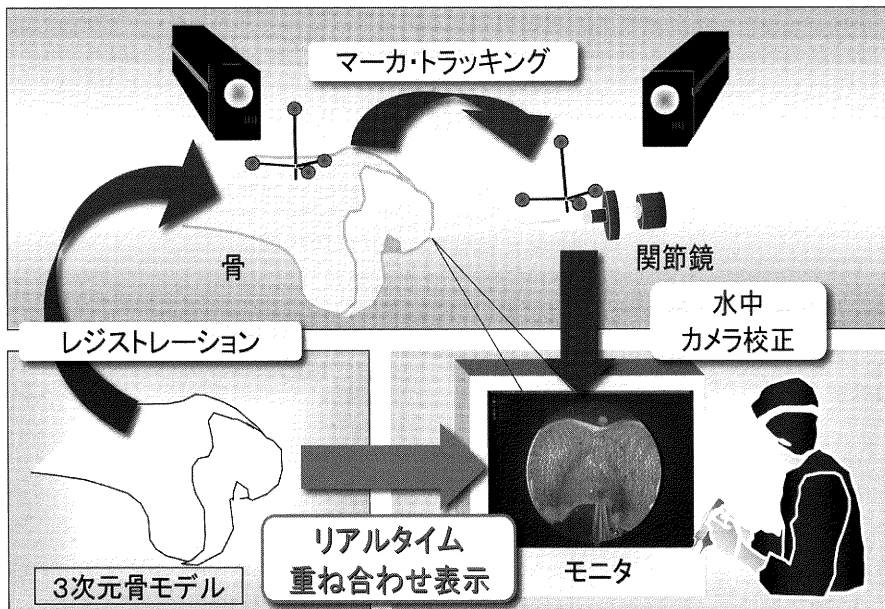 マーカ・トラッキング
骨
関節鏡
水中
カメラ校正
レジストレーション
リアルタイム
重ね合わせ表示
3次元骨モデル
モニタ